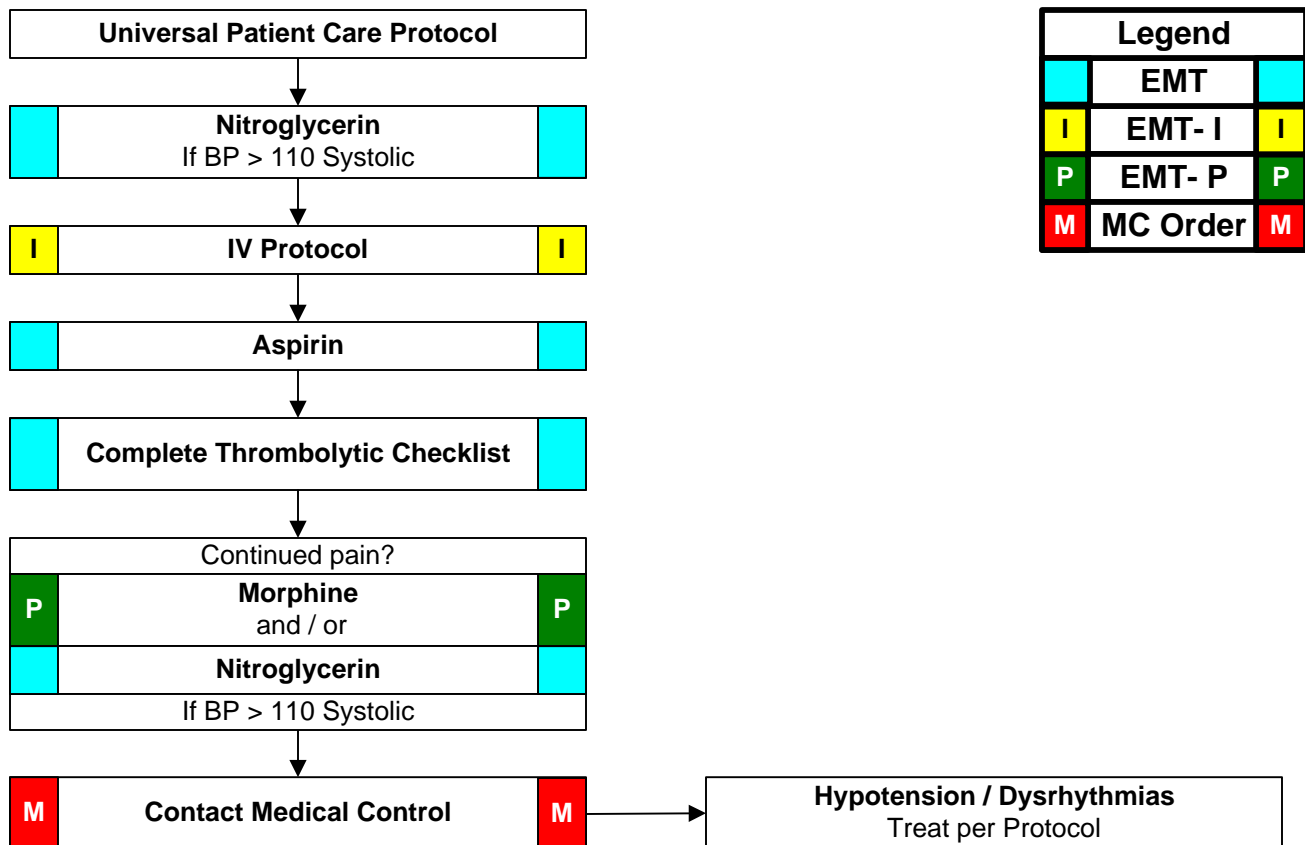 Universal Patient Care Protocol
Nitroglycerin
If BP > 110 Systolic
I IV Protocol I
Aspirin
Complete Thrombolytic Checklist
Continued pain?
P Morphine P
and / or
Nitroglycerin
If BP > 110 Systolic
M Contact Medical Control M
Hypotension / Dysrhythmias
Treat per Protocol
Legend
EMT
I EMT- I I
P EMT- P P
M MC Order M